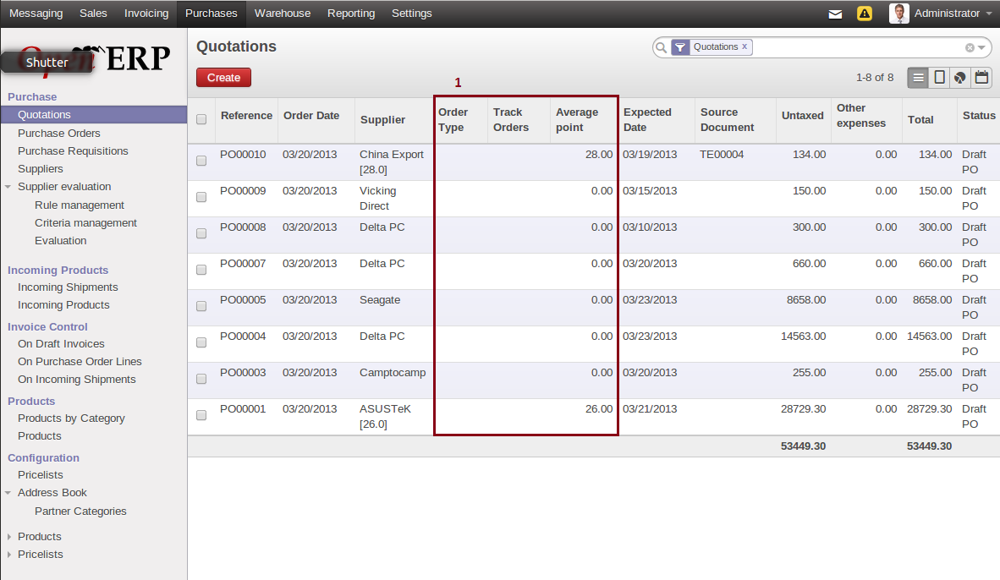 Messaging Sales Invoicing Purchases Warehouse Reporting Settings Administrator
Open ERP
Shutter
Purchase
Quotations
Purchase Orders
Purchase Requisitions
Suppliers
Supplier evaluation
Rule management
Criteria management
Evaluation
Incoming Products
Incoming Shipments
Incoming Products
Invoice Control
On Draft Invoices
On Purchase Order Lines
On Incoming Shipments
Products
Products by Category
Products
Configuration
Pricelists
Address Book
Partner Categories
Products
Pricelists
Quotations
Quotations x
Create
1
1-8 of 8
Reference Order Date Supplier Order Type Track Orders Average point Expected Date Source Document Untaxed Other expenses Total Status
PO00010 03/20/2013 China Export [28.0] 28.00 03/19/2013 TE00004 134.00 0.00 134.00 Draft PO
PO00009 03/20/2013 Vicking Direct 0.00 03/15/2013 150.00 0.00 150.00 Draft PO
PO00008 03/20/2013 Delta PC 0.00 03/10/2013 300.00 0.00 300.00 Draft PO
PO00007 03/20/2013 Delta PC 0.00 03/20/2013 660.00 0.00 660.00 Draft PO
PO00005 03/20/2013 Seagate 0.00 03/23/2013 8658.00 0.00 8658.00 Draft PO
PO00004 03/20/2013 Delta PC 0.00 03/23/2013 14563.00 0.00 14563.00 Draft PO
PO00003 03/20/2013 Camptocamp 0.00 03/20/2013 255.00 0.00 255.00 Draft PO
PO00001 03/20/2013 ASUSTeK [26.0] 26.00 03/21/2013 28729.30 0.00 28729.30 Draft PO
53449.30 53449.30